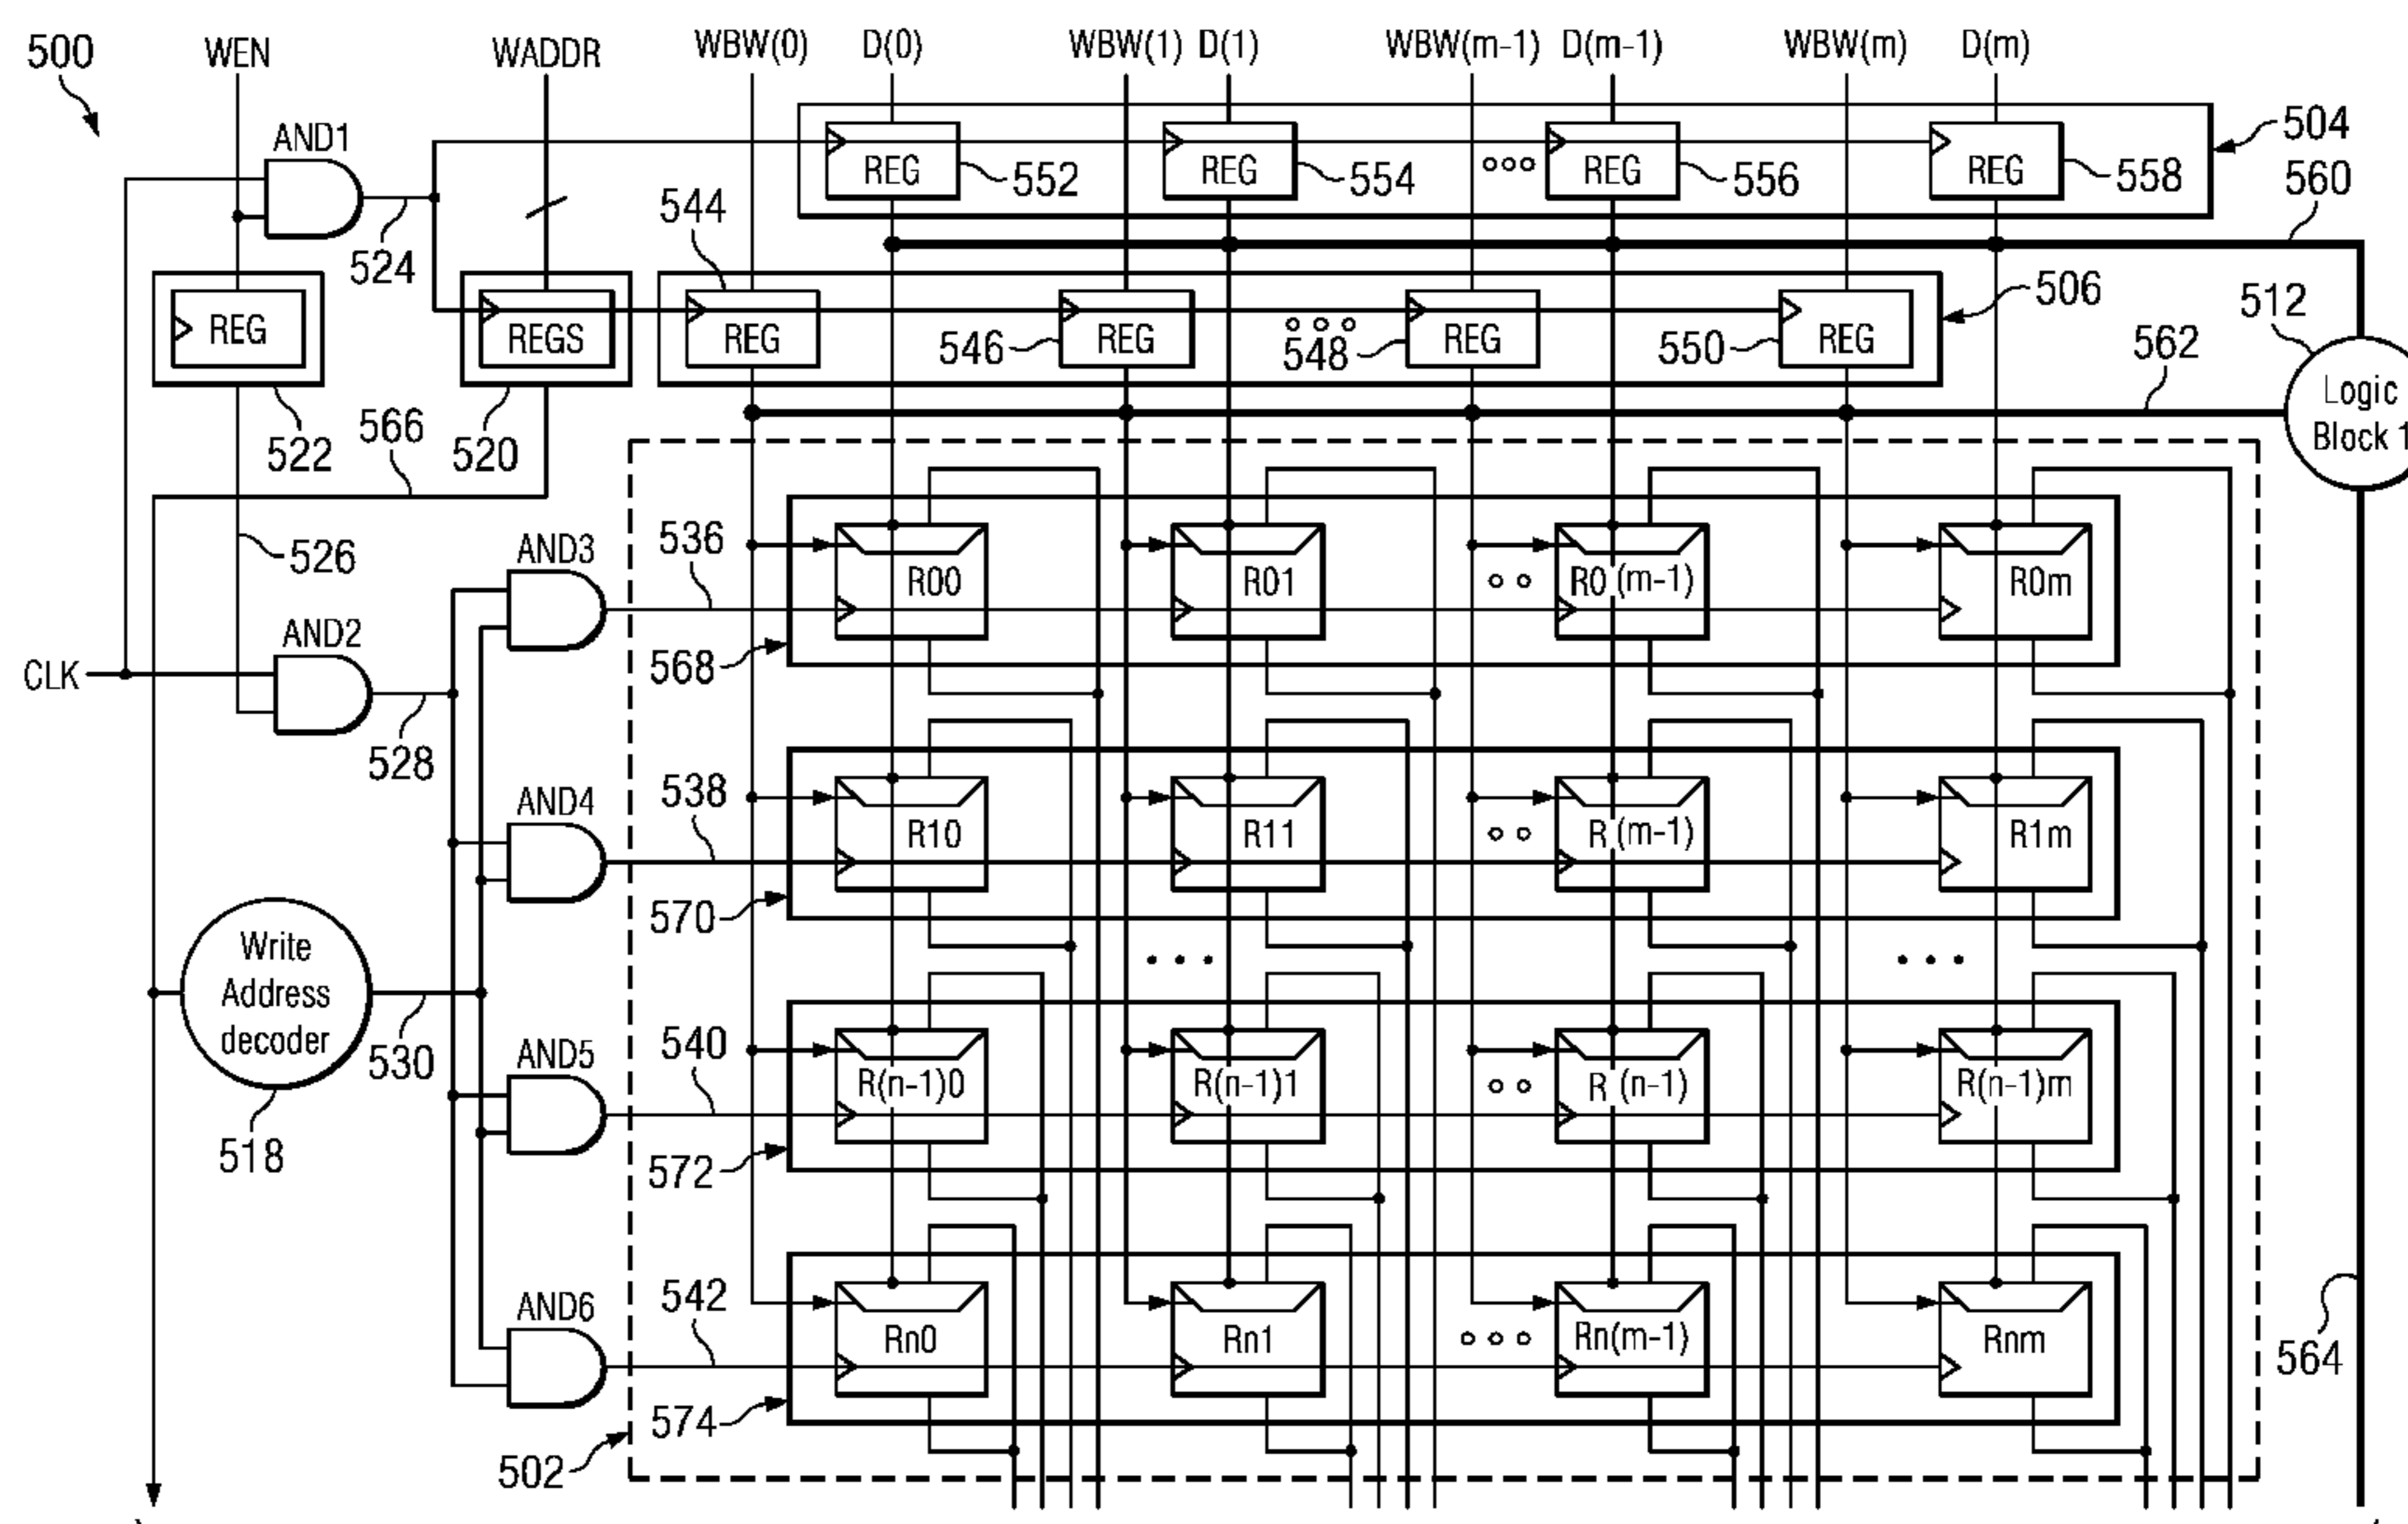 500
WEN
WADDR
WBW(0)
D(0)
WBW(1)
D(1)
WBW(m-1)
D(m-1)
WBW(m)
D(m)
AND1
504
REG
552
REG
554
REG
556
REG
558
560
544
524
506
512
REG
REGS
REG
546
REG
548
REG
550
REG
562
Logic
Block 1
522
566
520
526
AND3
536
R00
R01
R0 (m-1)
R0m
AND2
568
CLK
528
AND4
538
R10
R11
R (m-1)
R1m
570
Write
Address
decoder
530
518
AND5
540
R(n-1)0
R(n-1)1
R (n-1)
R(n-1)m
572
AND6
542
Rn0
Rn1
Rn(m-1)
Rnm
564
574
502